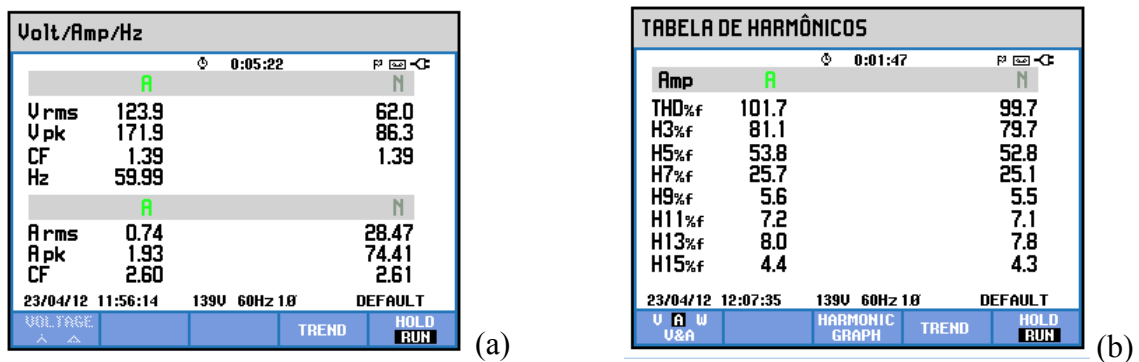 Volt/Amp/Hz
0:05:22
A N
V rms 123.9 62.0
V pk 171.9 86.3
CF 1.39 1.39
Hz 59.99
A N
A rms 0.74 28.47
A pk 1.93 74.41
CF 2.60 2.61
23/04/12 11:56:14 139V 60Hz 1Ø DEFAULT
VOLTAGE TREND HOLD
RUN
(a)
TABELA DE HARMÔNICOS
0:01:47
Amp A N
THD%f 101.7 99.7
H3%f 81.1 79.7
H5%f 53.8 52.8
H7%f 25.7 25.1
H9%f 5.6 5.5
H11%f 7.2 7.1
H13%f 8.0 7.8
H15%f 4.4 4.3
23/04/12 12:07:35 139V 60Hz 1Ø DEFAULT
V A W HARMONIC TREND HOLD
V&A GRAPH RUN
(b)